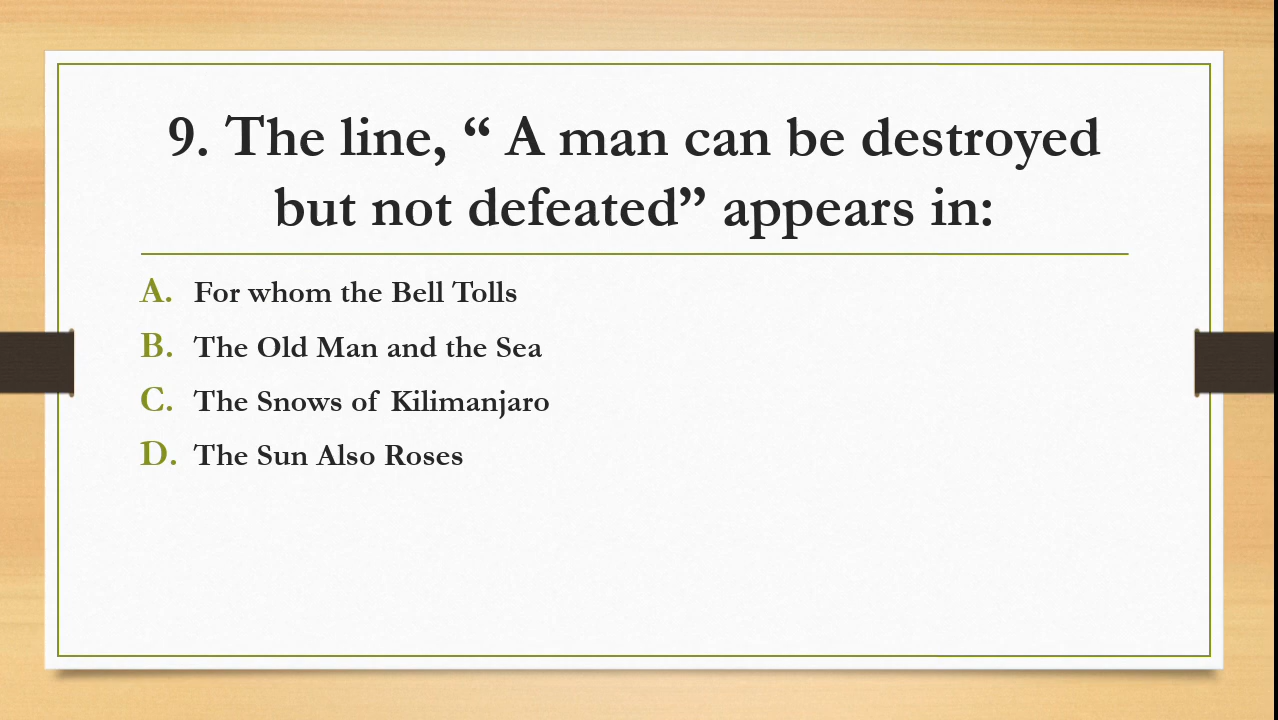 9. The line, “ A man can be destroyed
but not defeated” appears in:
A. For whom the Bell Tolls
B. The Old Man and the Sea
C. The Snows of Kilimanjaro
D. The Sun Also Roses